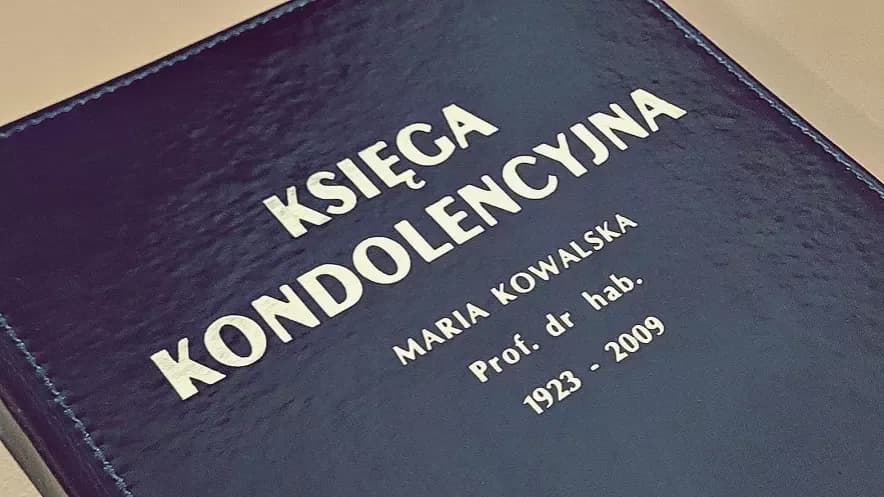 KSIĘGA
KONDOLENCYJNA
MARIA KOWALSKA
Prof. dr hab.
1923 - 2009